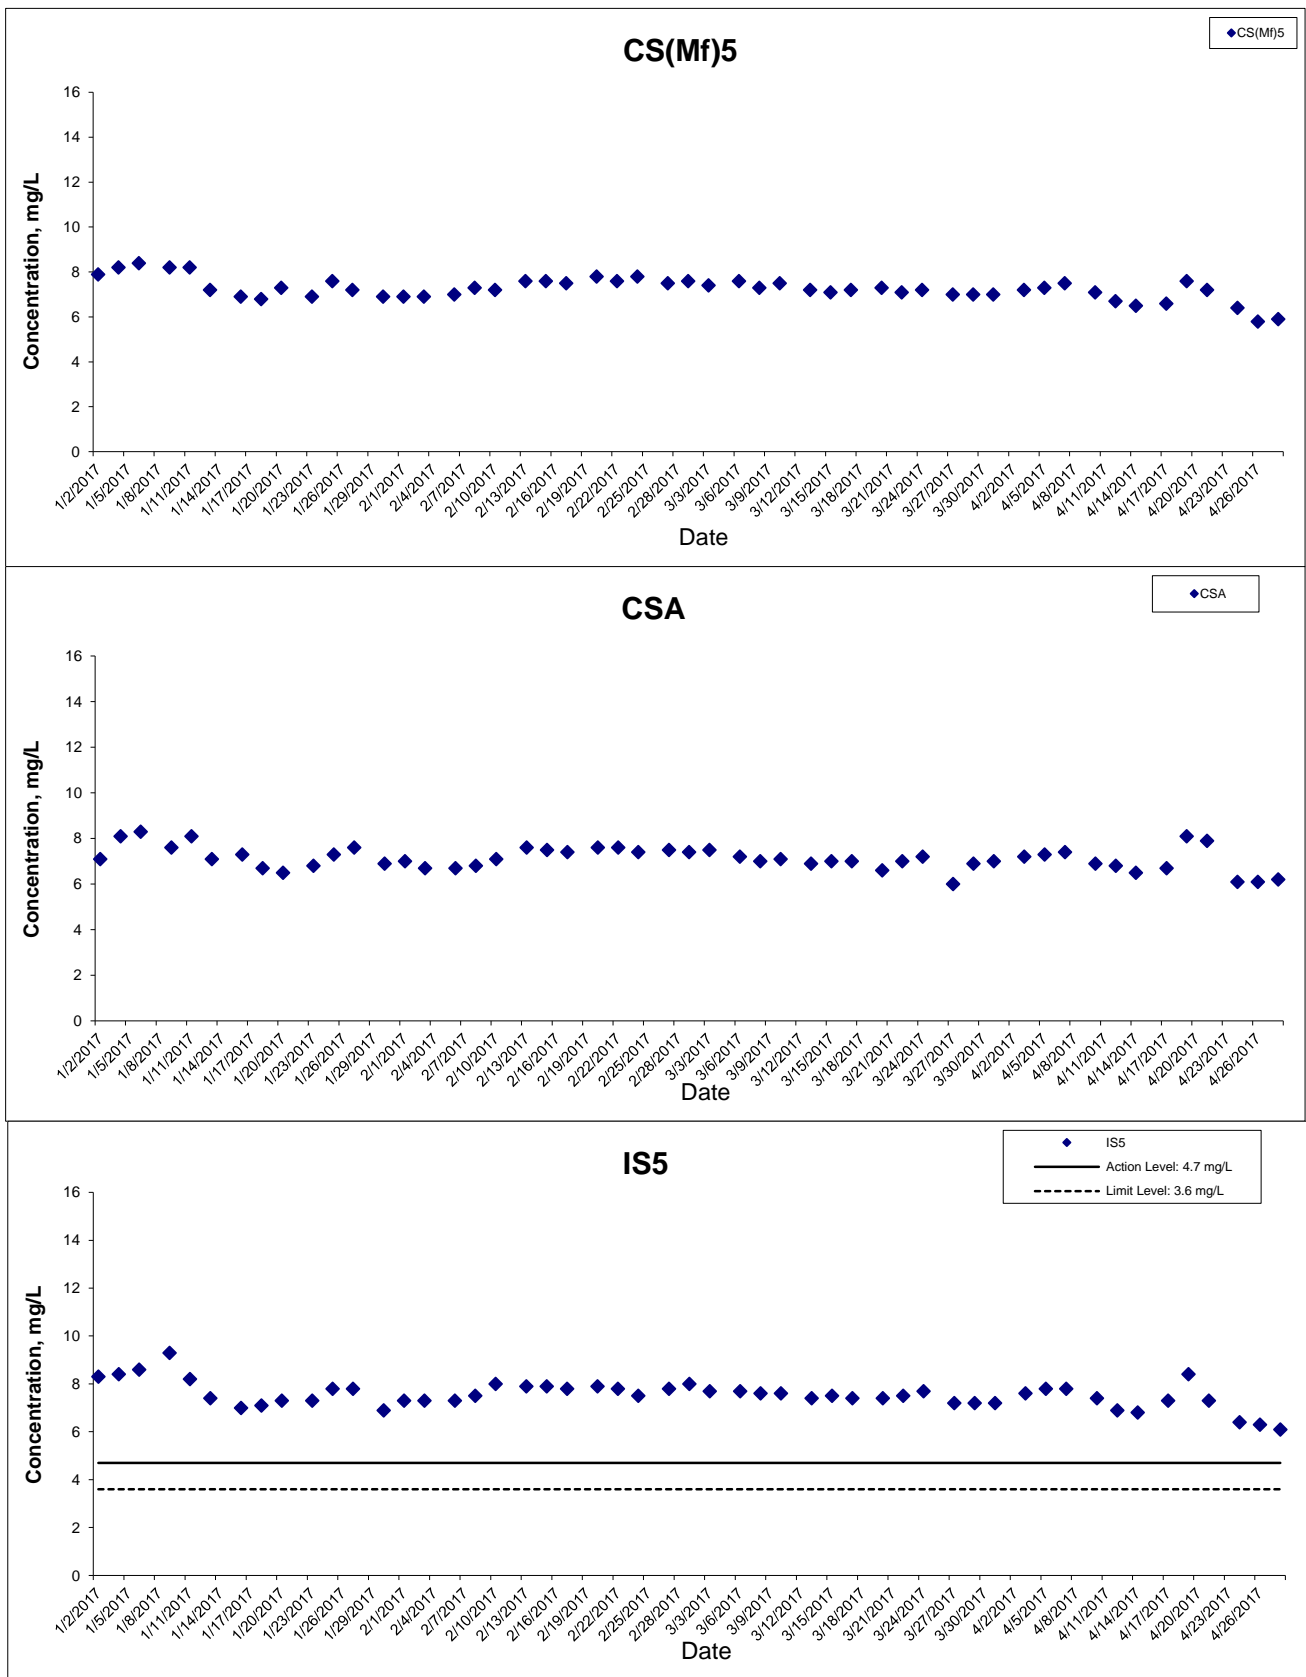 CS(Mf)5
CS(Mf)5
Concentration, mg/L
16
14
12
10
8
6
4
2
0
1/2/2017 1/5/2017 1/8/2017 1/11/2017 1/14/2017 1/17/2017 1/20/2017 1/23/2017 1/26/2017 1/29/2017 2/1/2017 2/4/2017 2/7/2017 2/10/2017 2/13/2017 2/16/2017 2/19/2017 2/22/2017 2/25/2017 2/28/2017 3/3/2017 3/6/2017 3/9/2017 3/12/2017 3/15/2017 3/18/2017 3/21/2017 3/24/2017 3/27/2017 3/30/2017 4/2/2017 4/5/2017 4/8/2017 4/11/2017 4/14/2017 4/17/2017 4/20/2017 4/23/2017 4/26/2017
Date
CSA
CSA
Concentration, mg/L
16
14
12
10
8
6
4
2
0
1/2/2017 1/5/2017 1/8/2017 1/11/2017 1/14/2017 1/17/2017 1/20/2017 1/23/2017 1/26/2017 1/29/2017 2/1/2017 2/4/2017 2/7/2017 2/10/2017 2/13/2017 2/16/2017 2/19/2017 2/22/2017 2/25/2017 2/28/2017 3/3/2017 3/6/2017 3/9/2017 3/12/2017 3/15/2017 3/18/2017 3/21/2017 3/24/2017 3/27/2017 3/30/2017 4/2/2017 4/5/2017 4/8/2017 4/11/2017 4/14/2017 4/17/2017 4/20/2017 4/23/2017 4/26/2017
Date
IS5
IS5
Action Level: 4.7 mg/L
Limit Level: 3.6 mg/L
Concentration, mg/L
16
14
12
10
8
6
4
2
0
1/2/2017 1/5/2017 1/8/2017 1/11/2017 1/14/2017 1/17/2017 1/20/2017 1/23/2017 1/26/2017 1/29/2017 2/1/2017 2/4/2017 2/7/2017 2/10/2017 2/13/2017 2/16/2017 2/19/2017 2/22/2017 2/25/2017 2/28/2017 3/3/2017 3/6/2017 3/9/2017 3/12/2017 3/15/2017 3/18/2017 3/21/2017 3/24/2017 3/27/2017 3/30/2017 4/2/2017 4/5/2017 4/8/2017 4/11/2017 4/14/2017 4/17/2017 4/20/2017 4/23/2017 4/26/2017
Date